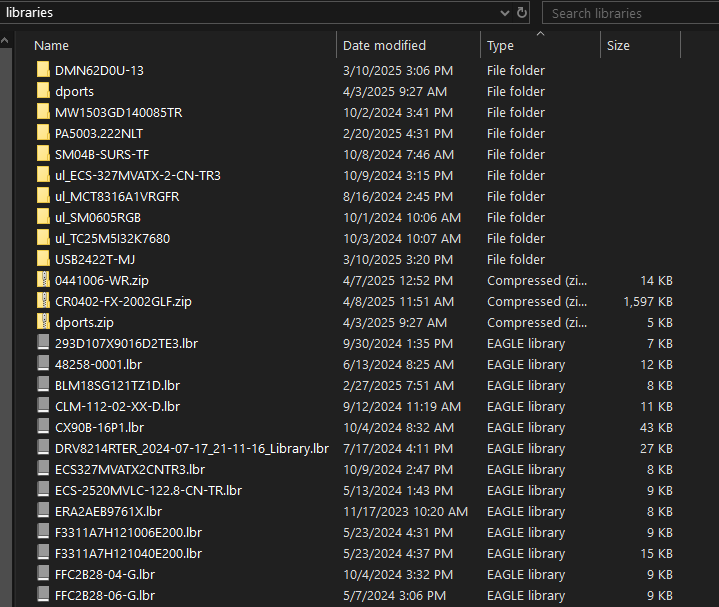 libraries Search libraries
Name Date modified Type Size
DMN62D0U-13 3/10/2025 3:06 PM File folder
dports 4/3/2025 9:27 AM File folder
MW1503GD140085TR 10/2/2024 3:41 PM File folder
PA5003.222NLT 2/20/2025 4:31 PM File folder
SM04B-SURS-TF 10/8/2024 7:46 AM File folder
ul_ECS-327MVATX-2-CN-TR3 10/9/2024 3:15 PM File folder
ul_MCT8316A1VRGFR 8/16/2024 2:45 PM File folder
ul_SM0605RGB 10/1/2024 10:06 AM File folder
ul_TC25M5I32K7680 10/3/2024 10:07 AM File folder
USB2422T-MJ 3/10/2025 3:20 PM File folder
0441006-WR.zip 4/7/2025 12:52 PM Compressed (zi... 14 KB
CR0402-FX-2002GLF.zip 4/8/2025 11:51 AM Compressed (zi... 1,597 KB
dports.zip 4/3/2025 9:27 AM Compressed (zi... 5 KB
293D107X9016D2TE3.lbr 9/30/2024 1:35 PM EAGLE library 7 KB
48258-0001.lbr 6/13/2024 8:25 AM EAGLE library 12 KB
BLM18SG121TZ1D.lbr 2/27/2025 7:51 AM EAGLE library 8 KB
CLM-112-02-XX-D.lbr 9/12/2024 11:19 AM EAGLE library 11 KB
CX90B-16P1.lbr 10/4/2024 8:32 AM EAGLE library 43 KB
DRV8214RTER_2024-07-17_21-11-16_Library.lbr 7/17/2024 4:11 PM EAGLE library 27 KB
ECS327MVATX2CNTR3.lbr 10/9/2024 2:47 PM EAGLE library 8 KB
ECS-2520MVLC-122.8-CN-TR.lbr 5/13/2024 1:43 PM EAGLE library 9 KB
ERA2AEB9761X.lbr 11/17/2023 10:20 AM EAGLE library 8 KB
F3311A7H121006E200.lbr 5/23/2024 4:31 PM EAGLE library 9 KB
F3311A7H121040E200.lbr 5/23/2024 4:37 PM EAGLE library 15 KB
FFC2B28-04-G.lbr 10/4/2024 3:32 PM EAGLE library 8 KB
FFC2B28-06-G.lbr 5/7/2024 3:06 PM EAGLE library 9 KB